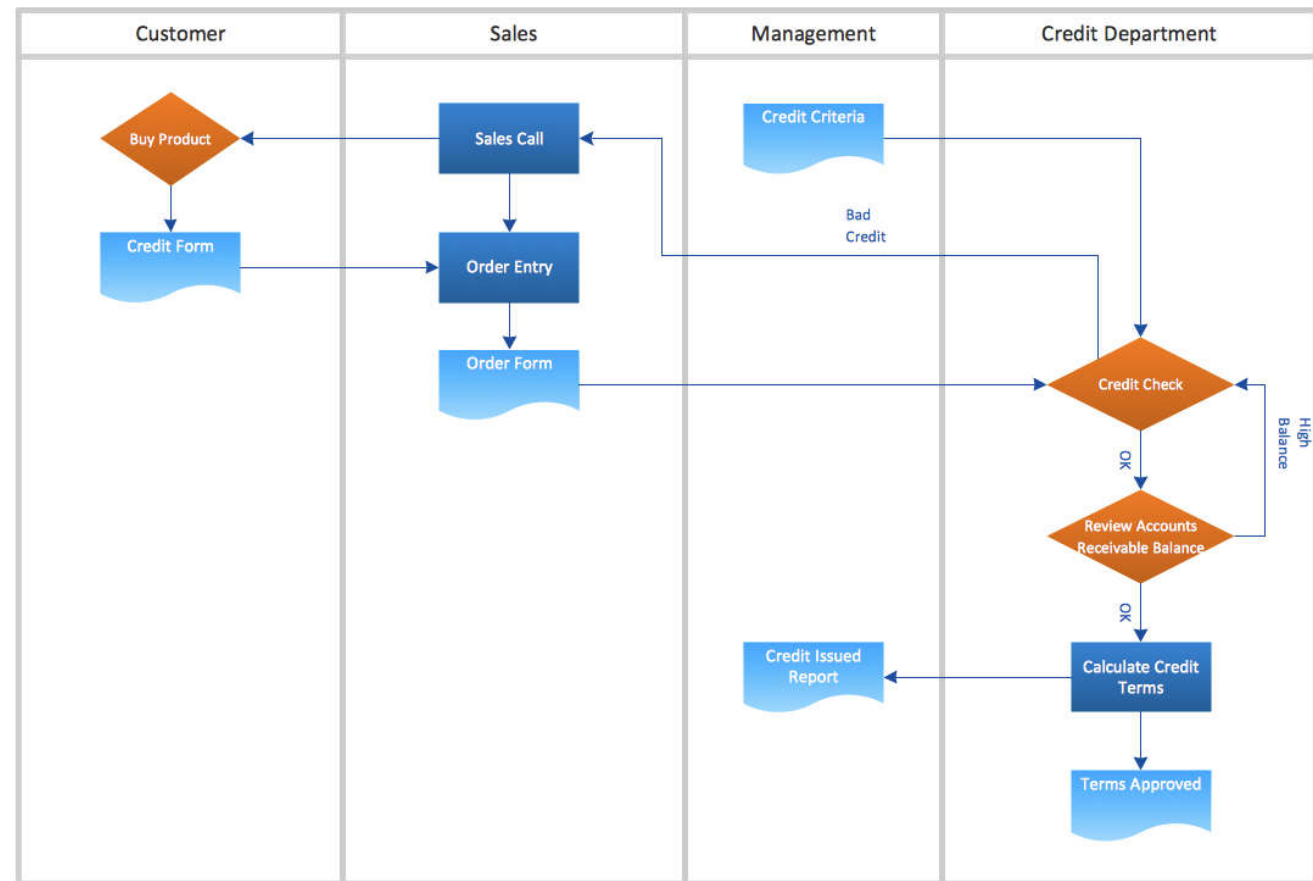 Customer
Sales
Management
Credit Department
Buy Product
Sales Call
Credit Criteria
Bad
Credit
Credit Form
Order Entry
Order Form
Credit Check
High
Balance
OK
Review Accounts
Receivable Balance
OK
Credit Issued
Report
Calculate Credit
Terms
Terms Approved